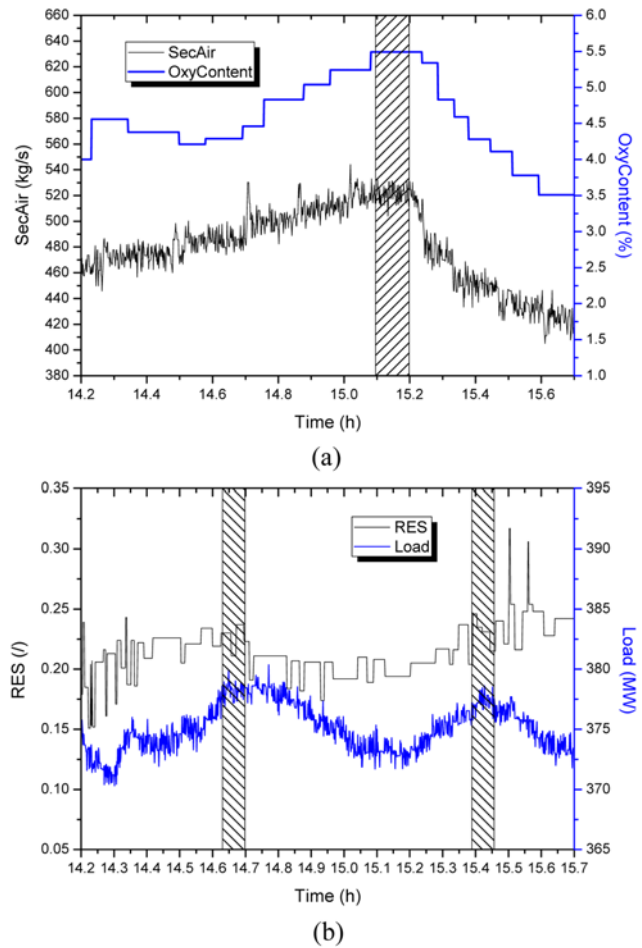 660
640
620
600
580
560
540
520
500
480
460
440
420
400
380
SecAir (kg/s)
SecAir
OxyContent
6.0
5.5
5.0
4.5
4.0
3.5
3.0
2.5
2.0
1.5
1.0
OxyContent (%)
14.2 14.4 14.6 14.8 15.0 15.2 15.4 15.6
Time (h)
(a)
0.35
0.30
0.25
0.20
0.15
0.10
0.05
RES (/)
RES
Load
395
390
385
380
375
370
365
Load (MW)
14.2 14.3 14.4 14.5 14.6 14.7 14.8 14.9 15.0 15.1 15.2 15.3 15.4 15.5 15.6 15.7
Time (h)
(b)